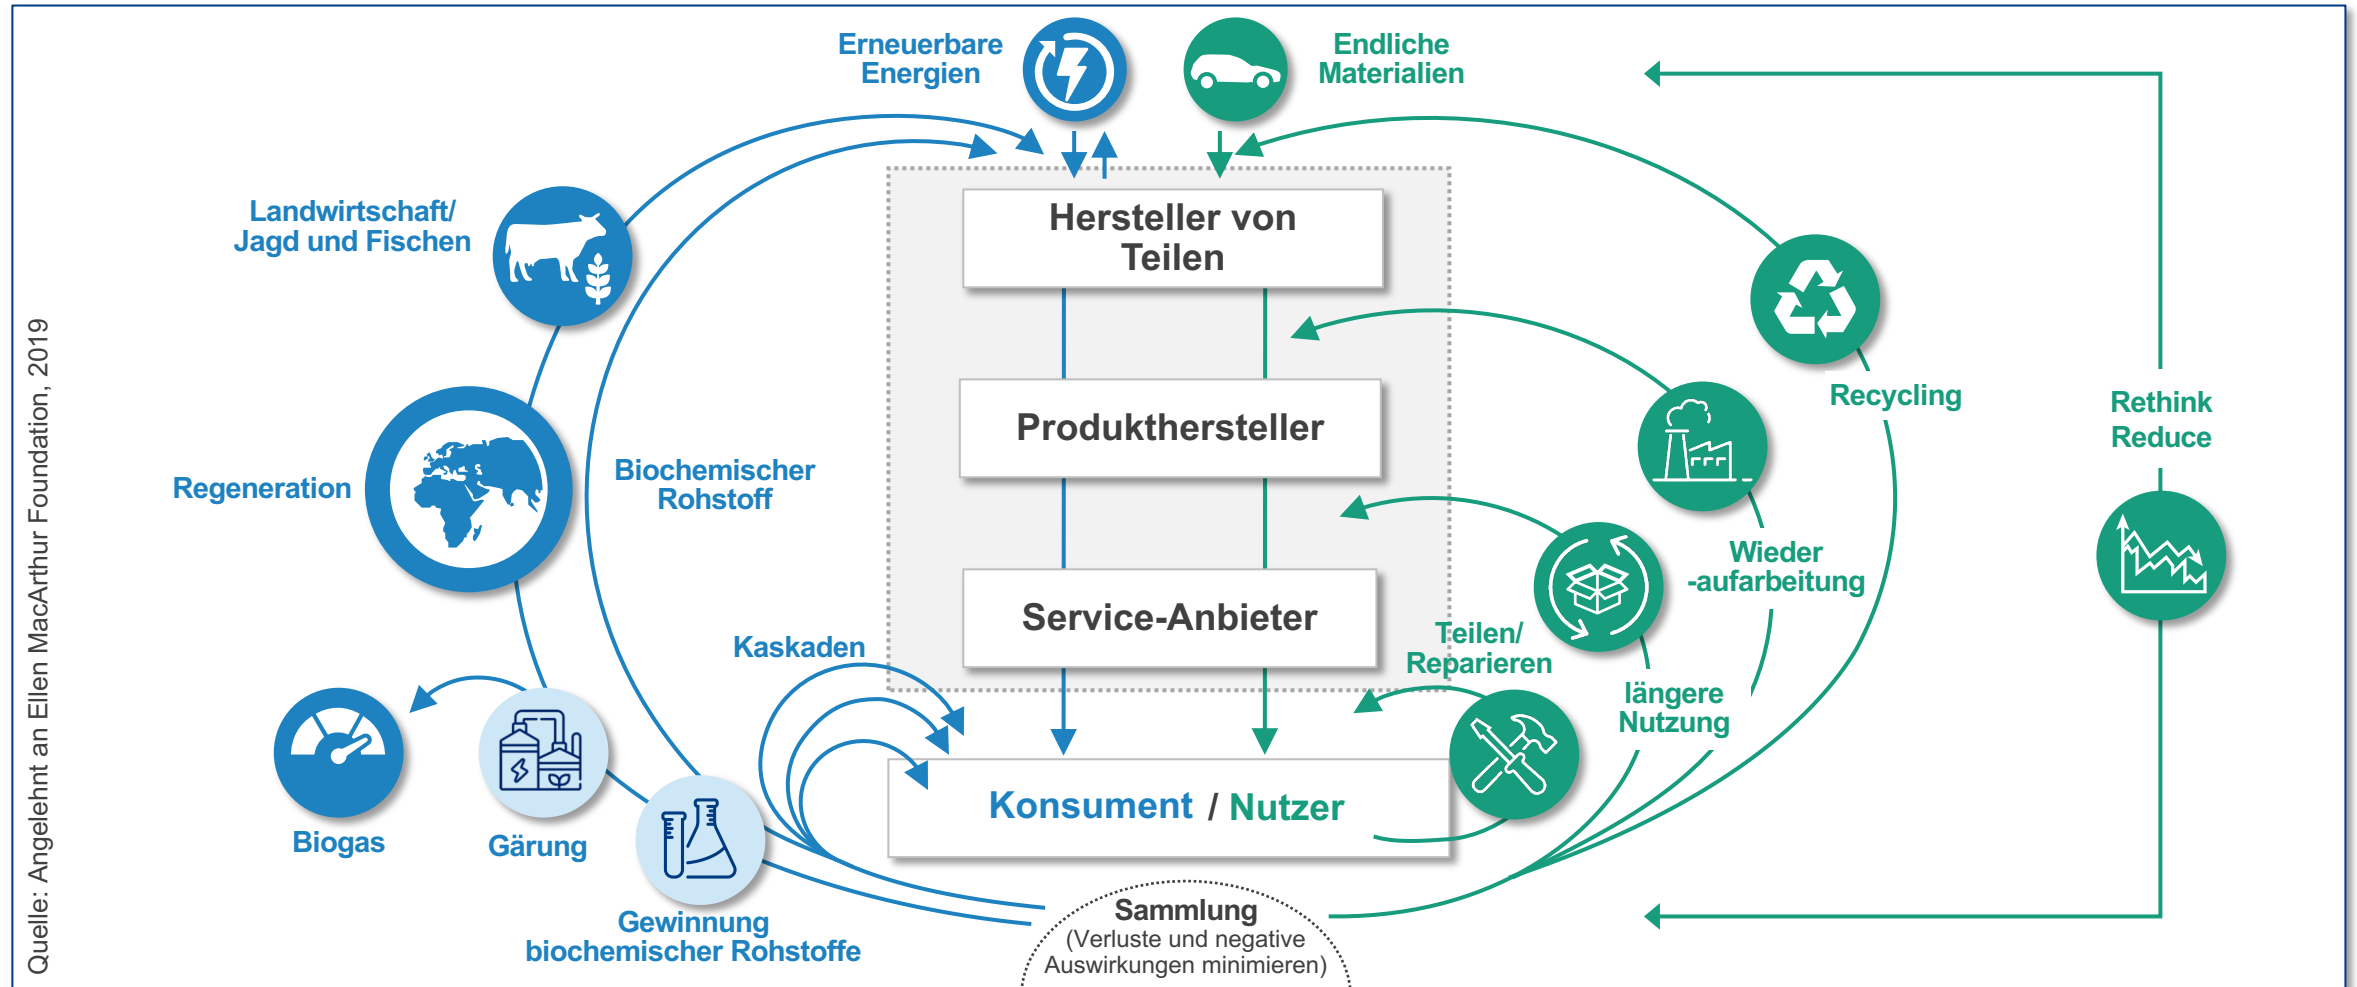 Erneuerbare
Energien
Endliche
Materialien
Landwirtschaft/
Jagd und Fischen
Hersteller von
Teilen
Recycling
Rethink
Reduce
Produkthersteller
Regeneration
Biochemischer
Rohstoff
Wieder
-aufarbeitung
Service-Anbieter
Teilen/
Reparieren
Kaskaden
längere
Nutzung
Konsument / Nutzer
Biogas
Gärung
Gewinnung
biochemischer Rohstoffe
Sammlung
(Verluste und negative
Auswirkungen minimieren)
Quelle: Angelehnt an Ellen MacArthur Foundation, 2019